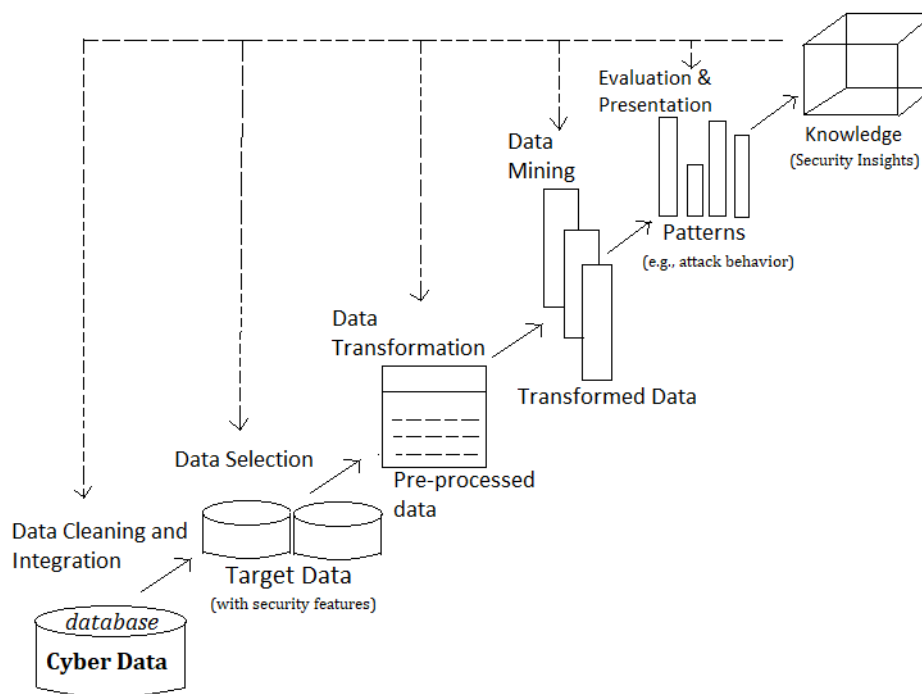 Evaluation &
Presentation
Knowledge
(Security Insights)
Data
Mining
Patterns
(e.g., attack behavior)
Data
Transformation
Transformed Data
Data Selection
Pre-processed
data
Data Cleaning and
Integration
Target Data
(with security features)
database
Cyber Data